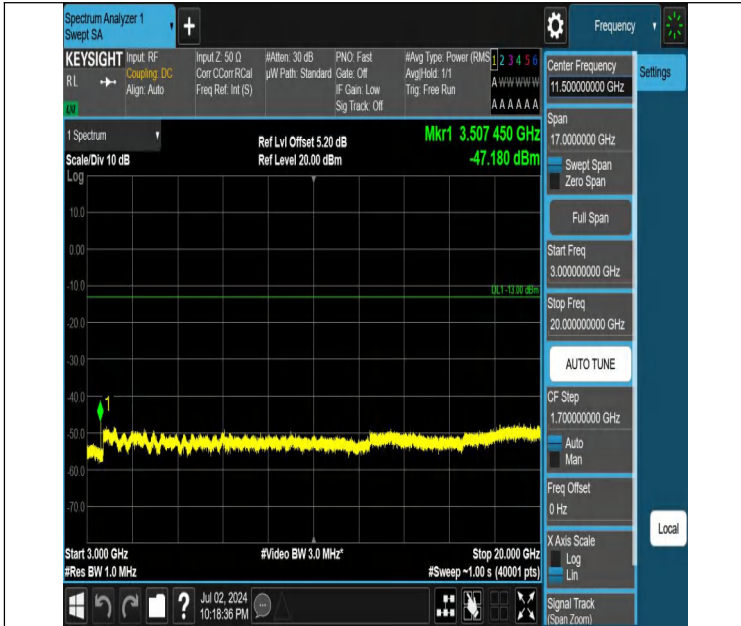 Spectrum Analyzer 1
Swept SA
+
Frequency
KEYSIGHT
RL
Input: RF
Coupling: DC
Align: Auto
Input Z: 50 Ω
Corr CCorr RCal
Freq Ref: Int (S)
#Atten: 30 dB
µW Path: Standard
PNO: Fast
Gate: Off
IF Gain: Low
Sig Track: Off
#Avg Type: Power (RMS
Avg|Hold: 1/1
Trig: Free Run
1 2 3 4 5 6
A W W W W W
A A A A A A
1 Spectrum
Scale/Div 10 dB
Ref Lvl Offset 5.20 dB
Ref Level 20.00 dBm
Mkr1 3.507 450 GHz
-47.180 dBm
Log
10.0
0.00
-10.0
DL1 -13.00 dBm
-20.0
-30.0
-40.0
1
-50.0
-60.0
-70.0
Start 3.000 GHz
#Res BW 1.0 MHz
#Video BW 3.0 MHz*
Stop 20.000 GHz
#Sweep ~1.00 s (40001 pts)
Jul 02, 2024
10:18:36 PM
?
Center Frequency
11.500000000 GHz
Span
17.0000000 GHz
Swept Span
Zero Span
Full Span
Start Freq
3.000000000 GHz
Stop Freq
20.000000000 GHz
AUTO TUNE
CF Step
1.700000000 GHz
Auto
Man
Freq Offset
0 Hz
X Axis Scale
Log
Lin
Signal Track
(Span Zoom)
Settings
Local